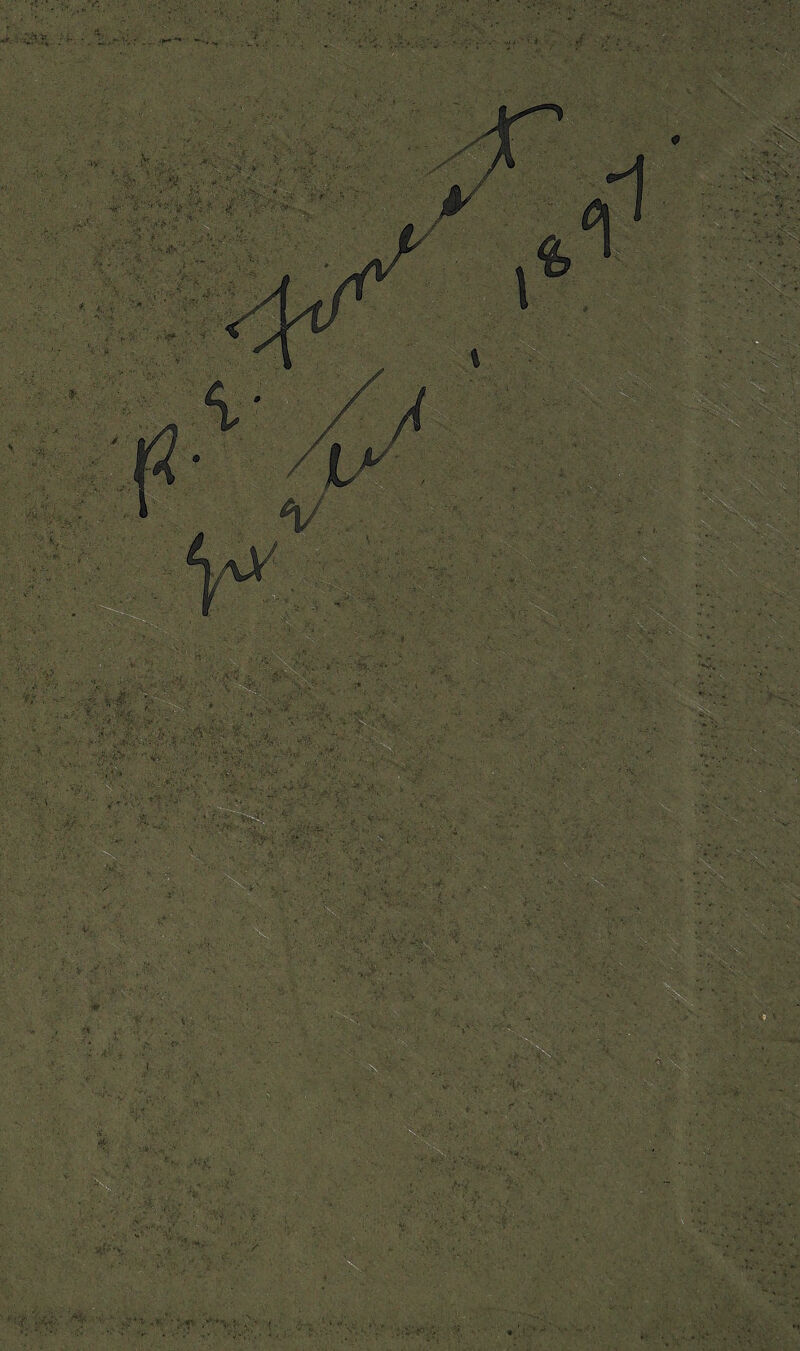 R. E. Forrest
Exeter, 1897.